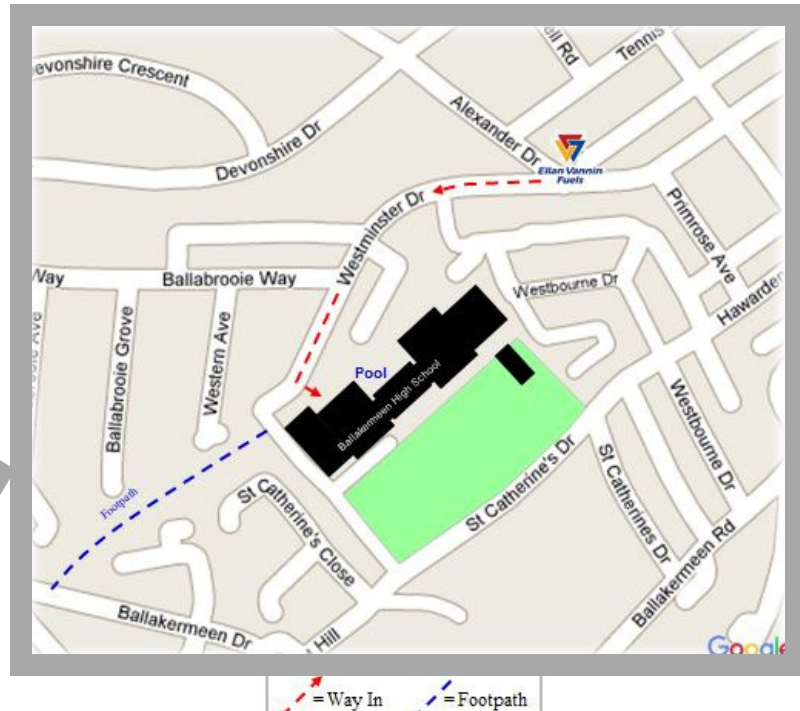 evonshire Crescent
ell Rd
Tennis
Alexander Dr
Devonshire Dr
Ellan Vannin
Fuels
Westminster Dr
Primrose Ave
Way
Ballabrooie Way
Westbourne Dr
Hawarden
Ballabrooie Grove
Western Ave
Pool
Ballakermeen High School
Westbourne Dr
St Catherine's Dr
St Catherines Dr
Footpath
St Catherine's Close
Ballakermeen Rd
Ballakermeen Dr
Hill
Google
= Way In
= Footpath